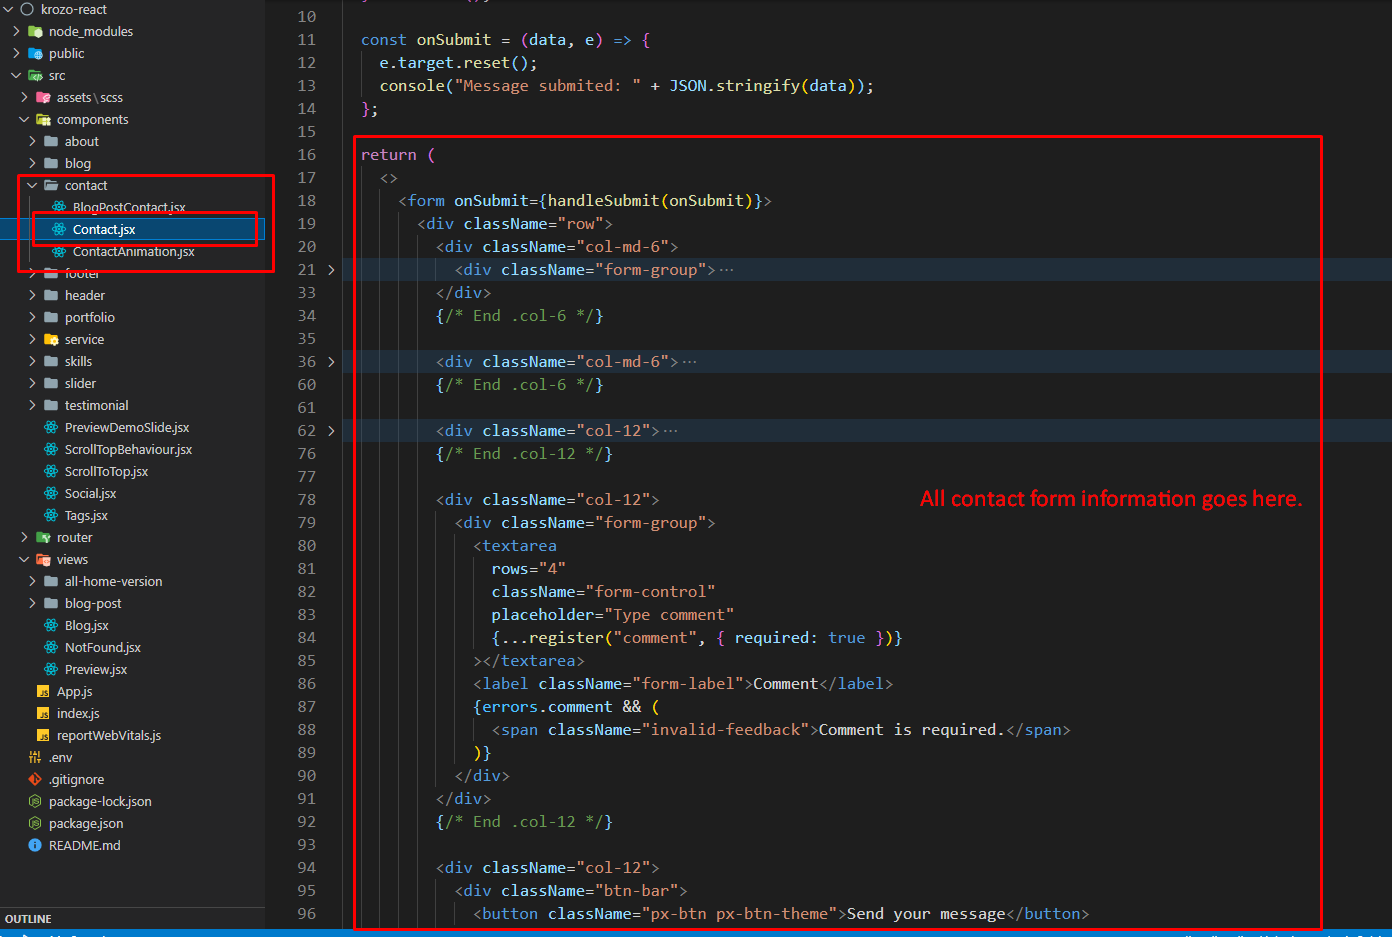 krozo-react
node_modules
public
src
assets\scss
components
about
blog
contact
BlogPostContact.jsx
Contact.jsx
ContactAnimation.jsx
footer
header
portfolio
service
skills
slider
testimonial
PreviewDemoSlide.jsx
ScrollTopBehaviour.jsx
ScrollToTop.jsx
Social.jsx
Tags.jsx
router
views
all-home-version
blog-post
Blog.jsx
NotFound.jsx
Preview.jsx
JS App.js
JS index.js
JS reportWebVitals.js
.env
.gitignore
package-lock.json
package.json
README.md
OUTLINE
10
11 const onSubmit = (data, e) => {
12 e.target.reset();
13 console("Message submited: " + JSON.stringify(data));
14 };
15
16 return (
17 <>
18 <form onSubmit={handleSubmit(onSubmit)}>
19 <div className="row">
20 <div className="col-md-6">
21 <div className="form-group">…
33 </div>
34 {/* End .col-6 */}
35
36 <div className="col-md-6">…
60 {/* End .col-6 */}
61
62 <div className="col-12">…
76 {/* End .col-12 */}
77
78 <div className="col-12">
79 <div className="form-group">
80 <textarea
81 rows="4"
82 className="form-control"
83 placeholder="Type comment"
84 {...register("comment", { required: true })}
85 ></textarea>
86 <label className="form-label">Comment</label>
87 {errors.comment && (
88 <span className="invalid-feedback">Comment is required.</span>
89 )}
90 </div>
91 </div>
92 {/* End .col-12 */}
93
94 <div className="col-12">
95 <div className="btn-bar">
96 <button className="px-btn px-btn-theme">Send your message</button>
All contact form information goes here.